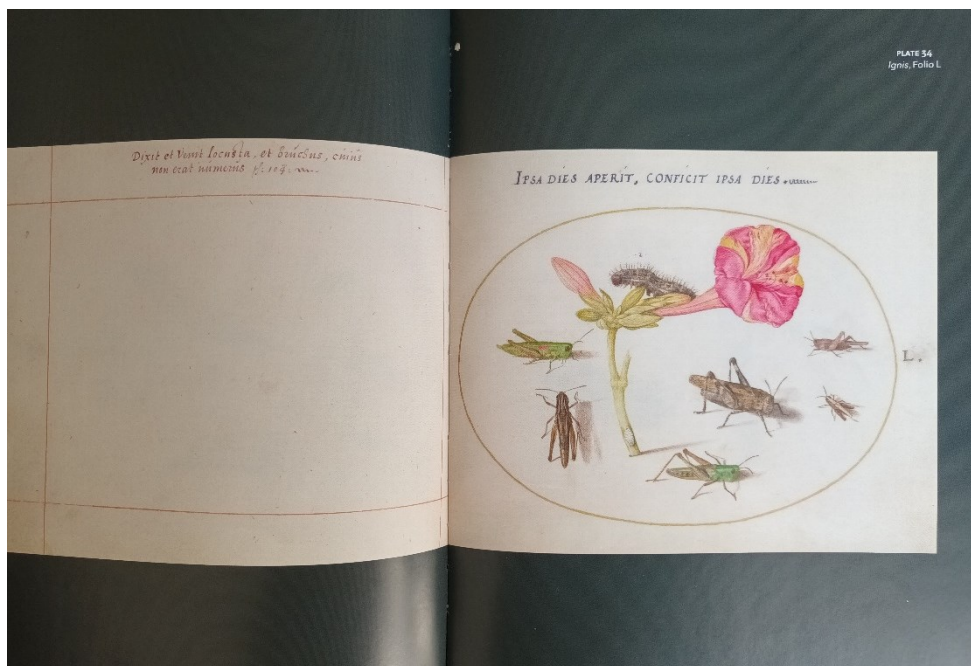 Dixit et Venit locusta, et bruchus, cuius
non erat numerus ps. 104.
PLATE 34
Ignis, Folio L
IPSA DIES APERIT, CONFICIT IPSA DIES.
L.